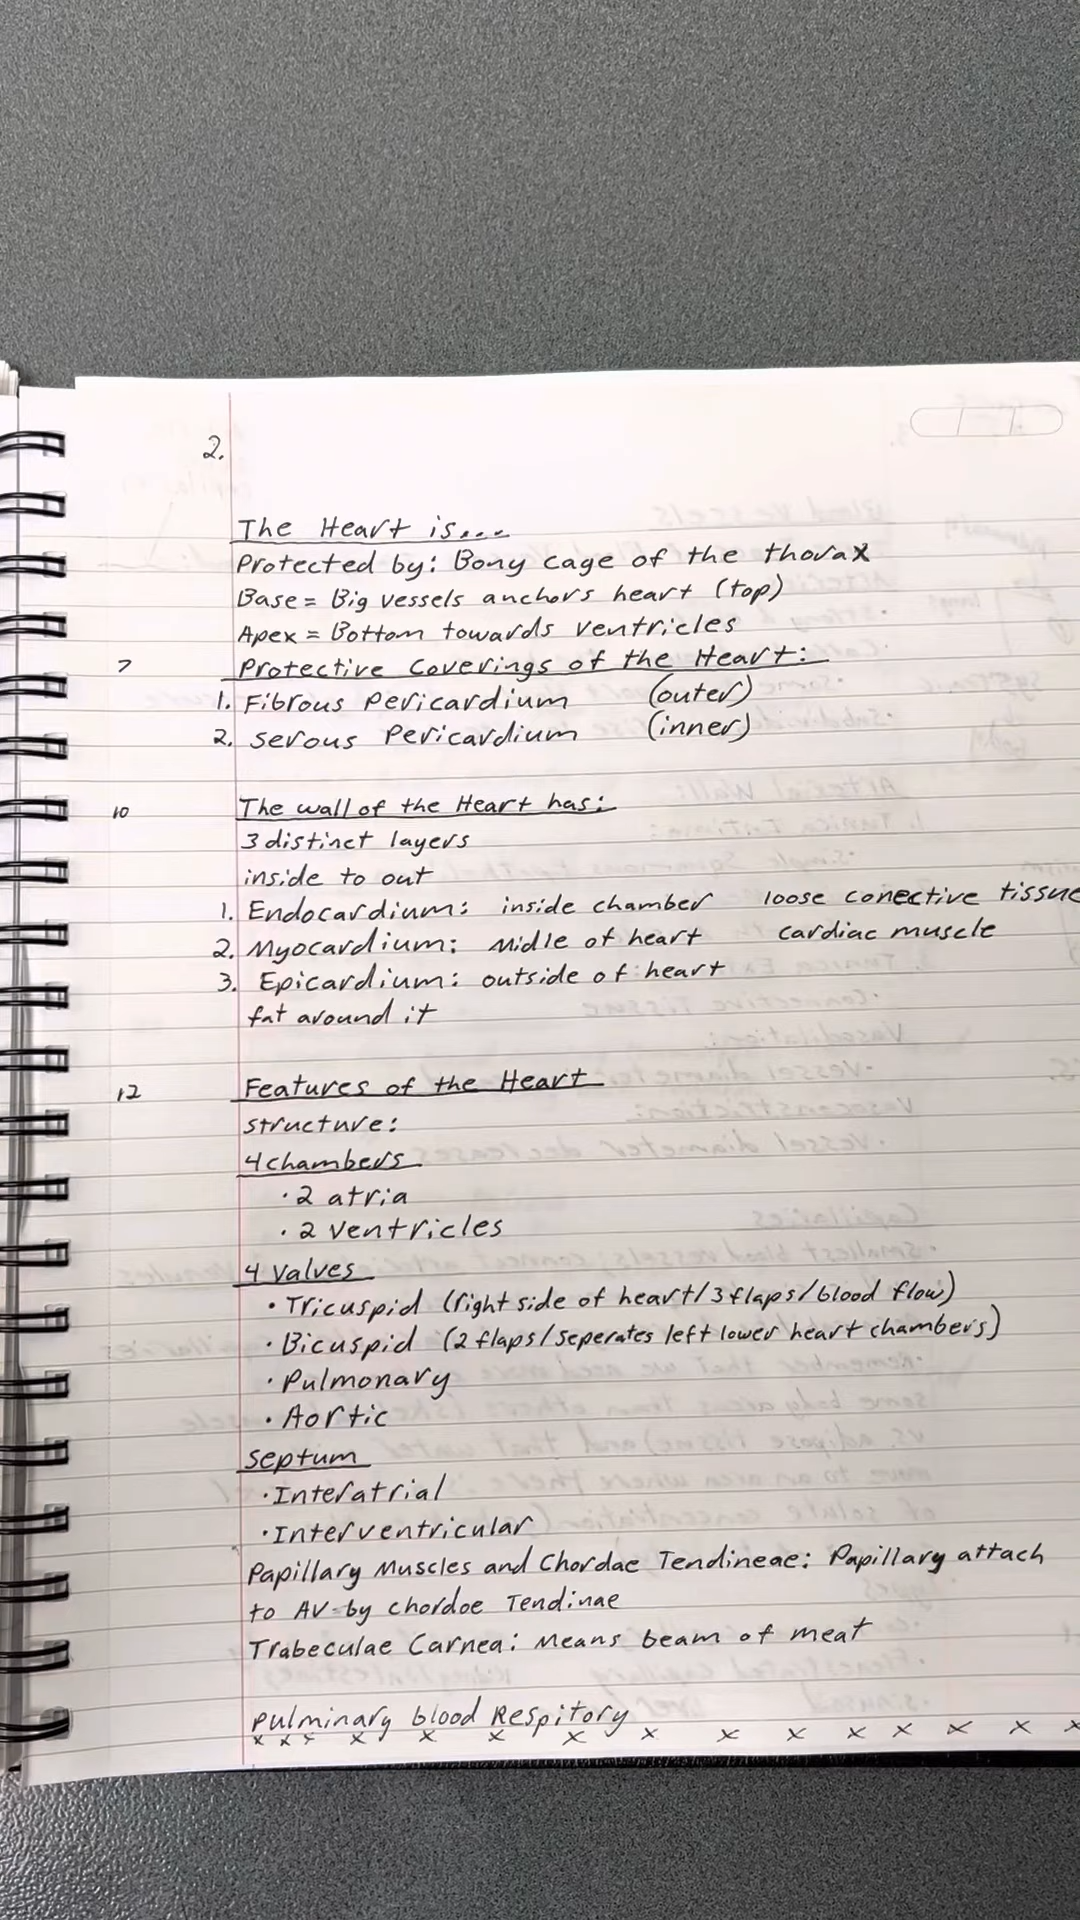 2.
The Heart is...
Protected by: Bony cage of the thorax
Base = Big vessels anchors heart (top)
Apex = Bottom towards ventricles
7 Protective Coverings of the Heart:
1. Fibrous Pericardium (outer)
2. Serous Pericardium (inner)
10 The wall of the Heart has:
3 distinct layers
inside to out
1. Endocardium: inside chamber loose conective tissue
2. Myocardium: Midle of heart cardiac muscle
3. Epicardium: outside of heart
fat around it
12 Features of the Heart
structure:
4 chambers
· 2 atria
· 2 ventricles
4 Valves
· Tricuspid (right side of heart/3 flaps/blood flow)
· Bicuspid (2 flaps/seperates left lower heart chambers)
· Pulmonary
· Aortic
Septum
· Interatrial
· Interventricular
Papillary Muscles and Chordae Tendineae: Papillary attach
to AV by chordoe Tendinae
Trabeculae Carnea: Means beam of meat
Pulminary blood Respitory
x x x x x x x x x x x x x x